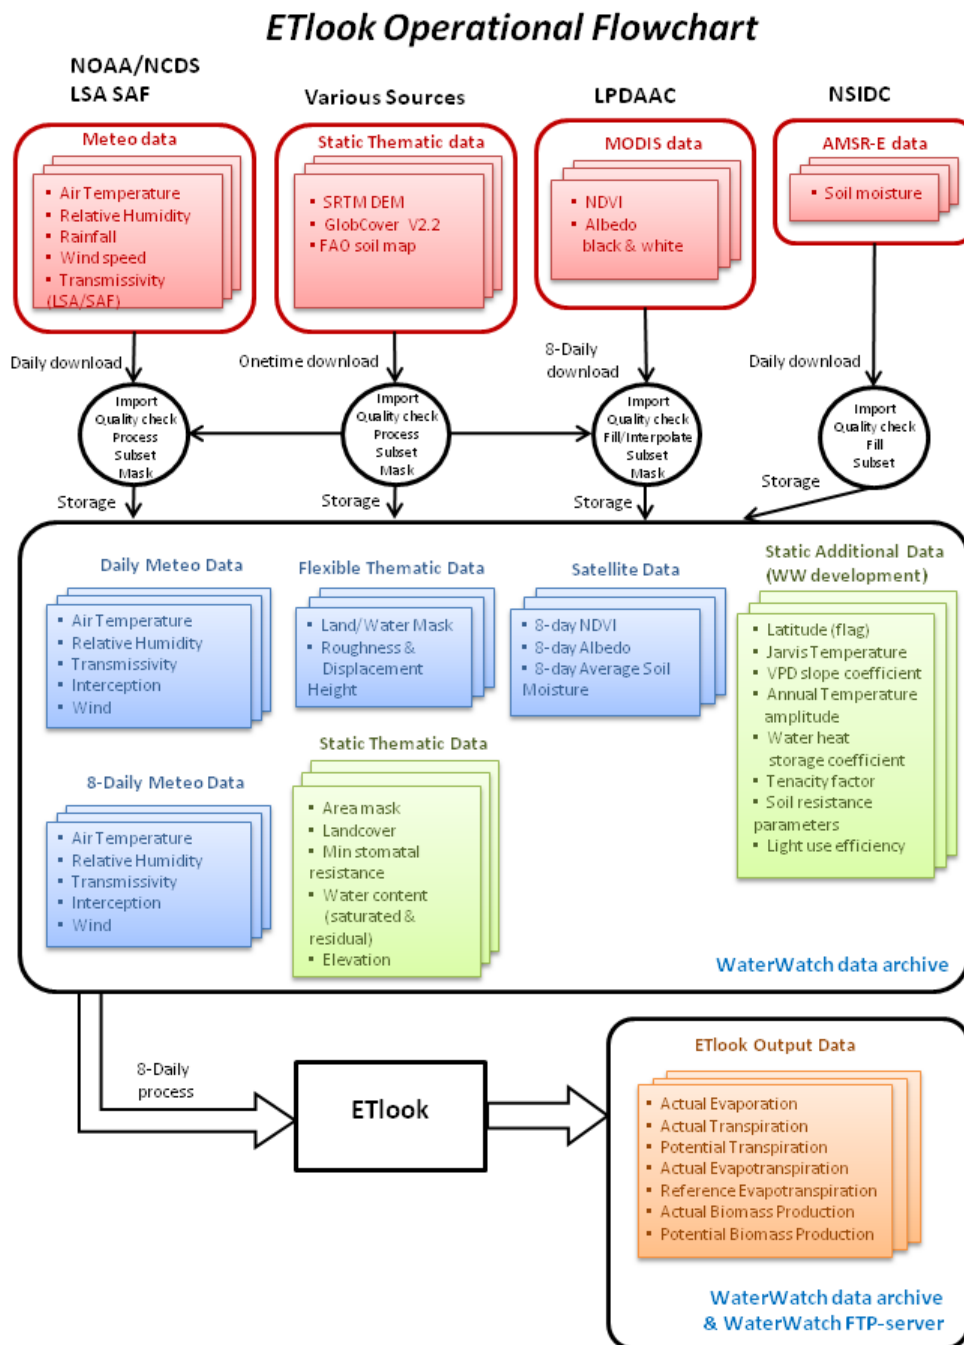 ETlook Operational Flowchart
NOAA/NCDS
LSA SAF
Various Sources
LPDAAC
NSIDC
Meteo data
▪ Air Temperature
▪ Relative Humidity
▪ Rainfall
▪ Wind speed
▪ Transmissivity
(LSA/SAF)
Static Thematic data
▪ SRTM DEM
▪ GlobCover V2.2
▪ FAO soil map
MODIS data
▪ NDVI
▪ Albedo
black & white
AMSR-E data
▪ Soil moisture
Daily download
Onetime download
8-Daily
download
Daily download
Import
Quality check
Process
Subset
Mask
Import
Quality check
Process
Subset
Mask
Import
Quality check
Fill/Interpolate
Subset
Mask
Import
Quality check
Fill
Subset
Storage
Storage
Storage
Storage
Daily Meteo Data
▪ Air Temperature
▪ Relative Humidity
▪ Transmissivity
▪ Interception
▪ Wind
Flexible Thematic Data
▪ Land/Water Mask
▪ Roughness &
Displacement
Height
Satellite Data
▪ 8-day NDVI
▪ 8-day Albedo
▪ 8-day Average Soil
Moisture
Static Additional Data
(WW development)
▪ Latitude (flag)
▪ Jarvis Temperature
▪ VPD slope coefficient
▪ Annual Temperature
amplitude
▪ Water heat
storage coefficient
▪ Tenacity factor
▪ Soil resistance
parameters
▪ Light use efficiency
8-Daily Meteo Data
▪ Air Temperature
▪ Relative Humidity
▪ Transmissivity
▪ Interception
▪ Wind
Static Thematic Data
▪ Area mask
▪ Landcover
▪ Min stomatal
resistance
▪ Water content
(saturated &
residual)
▪ Elevation
WaterWatch data archive
8-Daily
process
ETlook
ETlook Output Data
▪ Actual Evaporation
▪ Actual Transpiration
▪ Potential Transpiration
▪ Actual Evapotranspiration
▪ Reference Evapotranspiration
▪ Actual Biomass Production
▪ Potential Biomass Production
WaterWatch data archive
& WaterWatch FTP-server